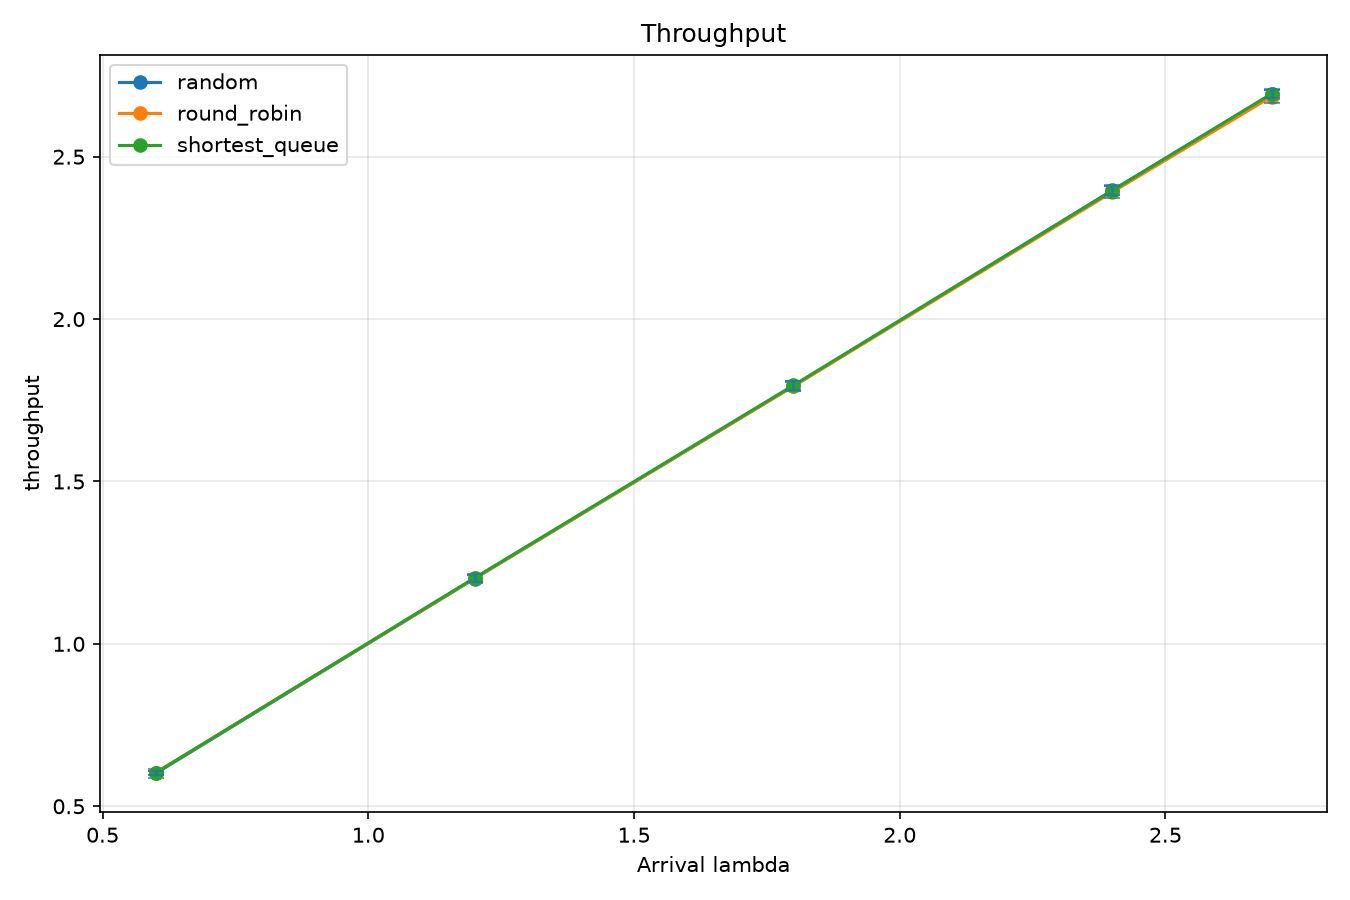 Throughput
random
round_robin
shortest_queue
2.5
2.0
1.5
1.0
0.5
throughput
0.5 1.0 1.5 2.0 2.5
Arrival lambda